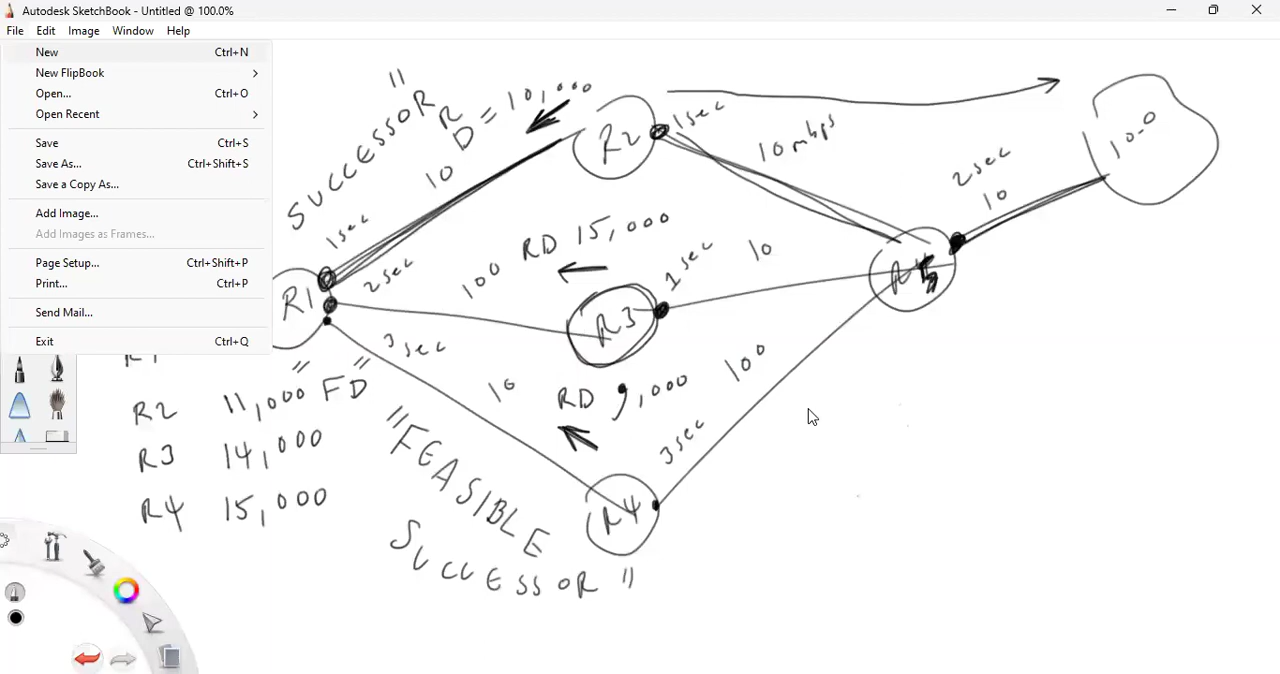 Autodesk SketchBook - Untitled @ 100.0%
File Edit Image Window Help
New Ctrl+N
New FlipBook
Open... Ctrl+O
Open Recent
Save Ctrl+S
Save As... Ctrl+Shift+S
Save a Copy As...
Add Image...
Add Images as Frames...
Page Setup... Ctrl+Shift+P
Print... Ctrl+P
Send Mail...
Exit Ctrl+Q
SUCCESSOR "
RD = 10,000
R2
1sec
10 mbps
2sec
10
10.0
10
1sec
R1
2sec
100
RD 15,000
1sec
10
R3
3sec
10
RD 9,000
100
3sec
R4
R2 11,000 "FD"
R3 14,000
R4 15,000
"FEASIBLE
SUCCESSOR "